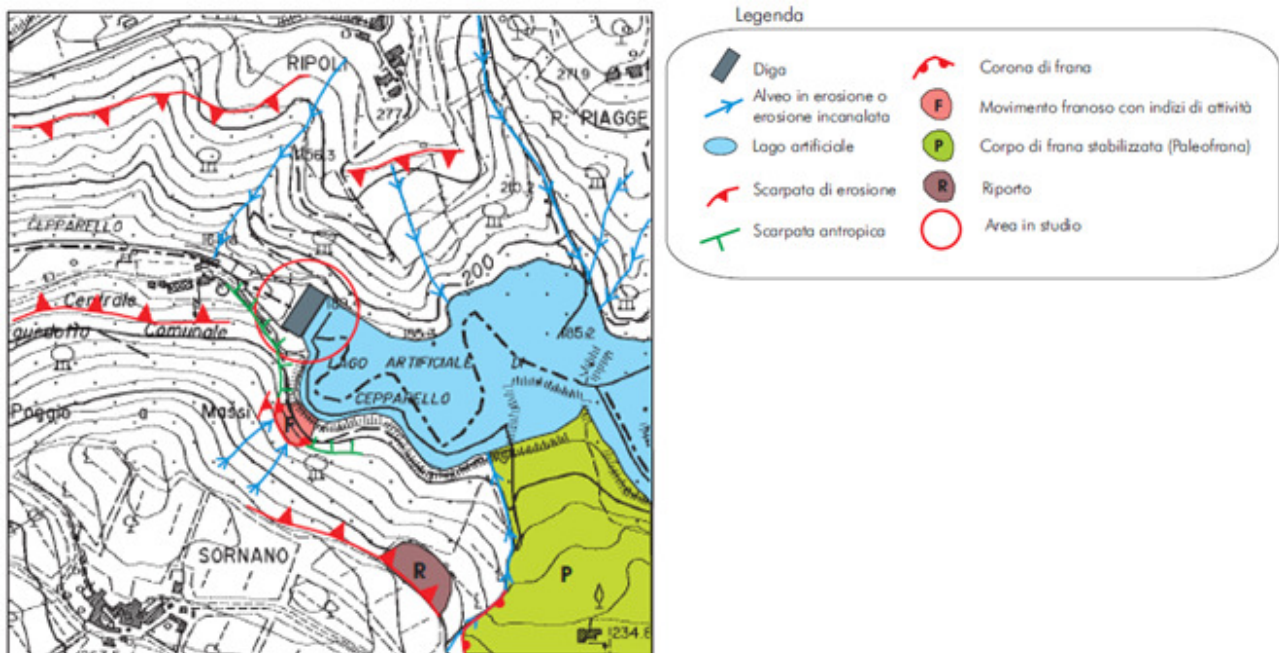 Legenda
Diga
Alveo in erosione o
erosione incanalata
Lago artificiale
Scarpata di erosione
Scarpata antropica
Corona di frana
F
Movimento franoso con indizi di attività
P
Corpo di frana stabilizzata (Paleofrana)
R
Riporto
Area in studio
RIPOLI
277
271.9
P. PIAGGE
210.2
CEPPARELLO
200
Centrale
Comunale
185.2
LAGO ARTIFICIALE DI
CEPPARELLO
Poggio a Massi
F
SORNANO
R
P
234.8